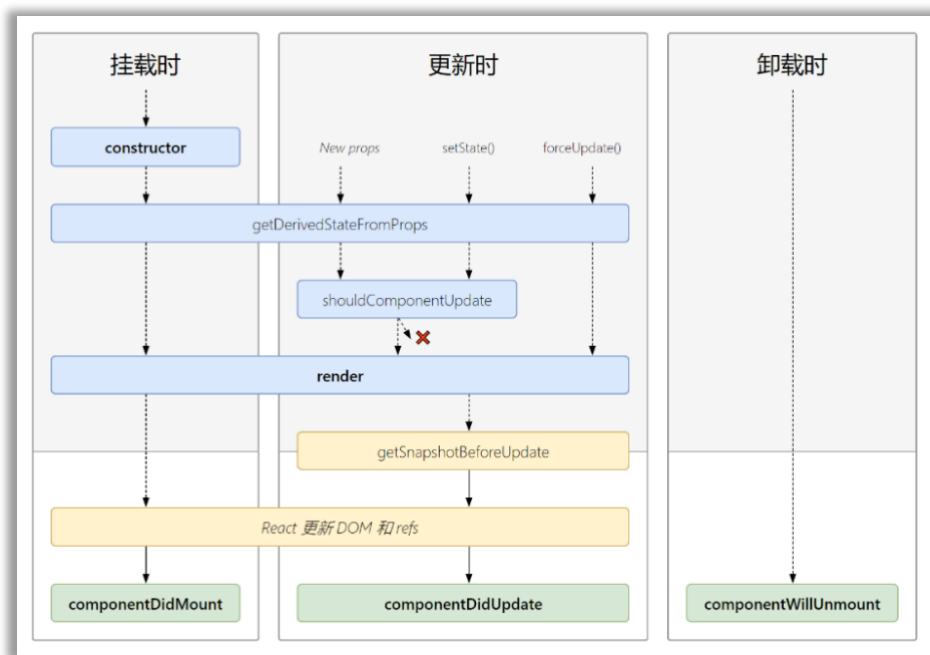 挂载时
更新时
卸载时
constructor
New props
setState()
forceUpdate()
getDerivedStateFromProps
shouldComponentUpdate
render
getSnapshotBeforeUpdate
React 更新 DOM 和 refs
componentDidMount
componentDidUpdate
componentWillUnmount